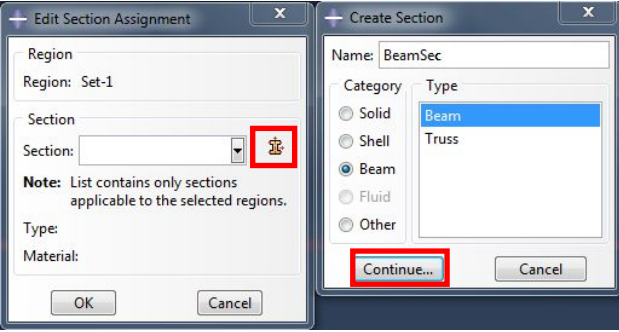 Edit Section Assignment
X
Region
Region: Set-1
Section
Section:
Note: List contains only sections
applicable to the selected regions.
Type:
Material:
OK
Cancel
Create Section
X
Name: BeamSec
Category
Type
Solid
Shell
Beam
Fluid
Other
Beam
Truss
Continue...
Cancel